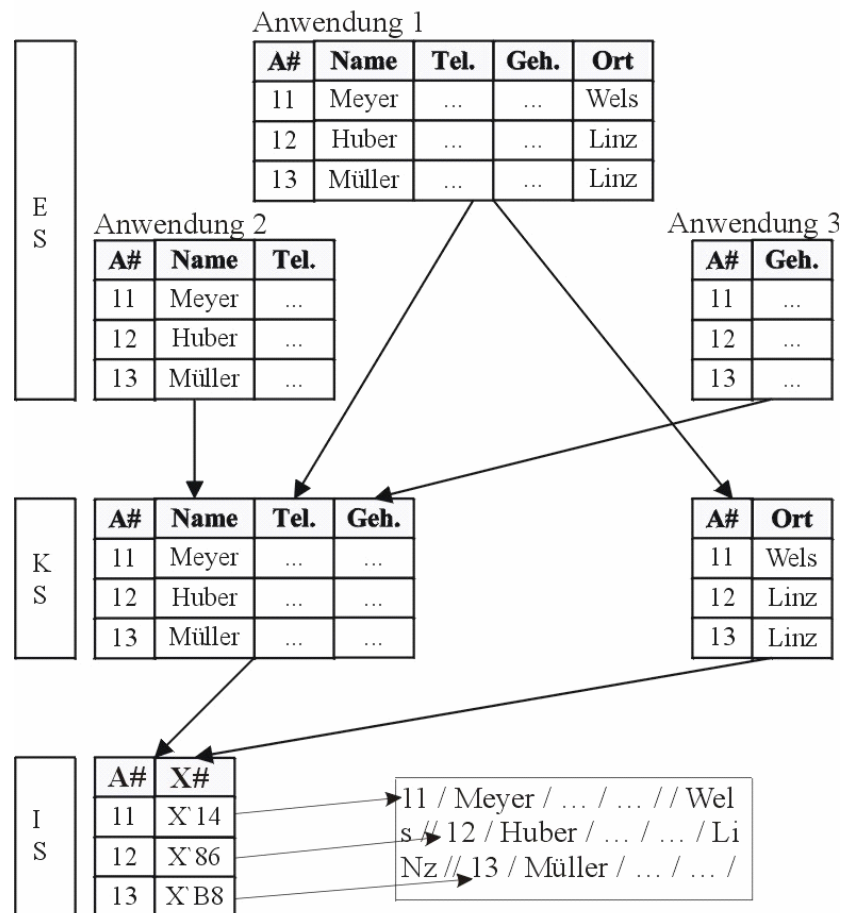 Anwendung 1
A# Name Tel. Geh. Ort
11 Meyer ... ... Wels
12 Huber ... ... Linz
13 Müller ... ... Linz
E
S
Anwendung 2
A# Name Tel.
11 Meyer ...
12 Huber ...
13 Müller ...
Anwendung 3
A# Geh.
11 ...
12 ...
13 ...
K
S
A# Name Tel. Geh.
11 Meyer ... ...
12 Huber ... ...
13 Müller ... ...
A# Ort
11 Wels
12 Linz
13 Linz
I
S
A# X#
11 X`14
12 X`86
13 X`B8
11 / Meyer / ... / ... / / Wel
s // 12 / Huber / ... / ... / Li
Nz // 13 / Müller / ... / ... /